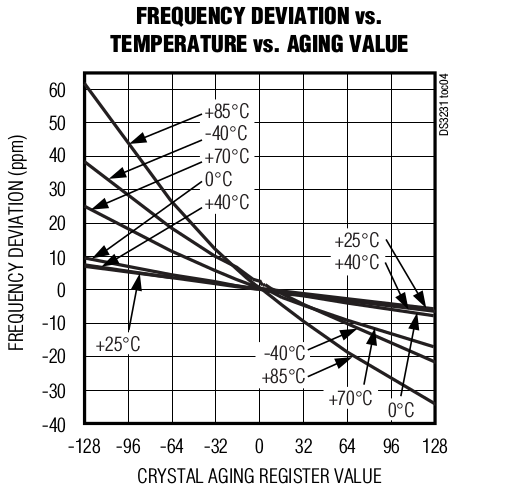 FREQUENCY DEVIATION vs.
TEMPERATURE vs. AGING VALUE
DS3231 toc04
FREQUENCY DEVIATION (ppm)
60
50
40
30
20
10
0
-10
-20
-30
-40
+85°C
-40°C
+70°C
0°C
+40°C
+25°C
+25°C
+40°C
-40°C
+85°C
+70°C
0°C
-128 -96 -64 -32 0 32 64 96 128
CRYSTAL AGING REGISTER VALUE